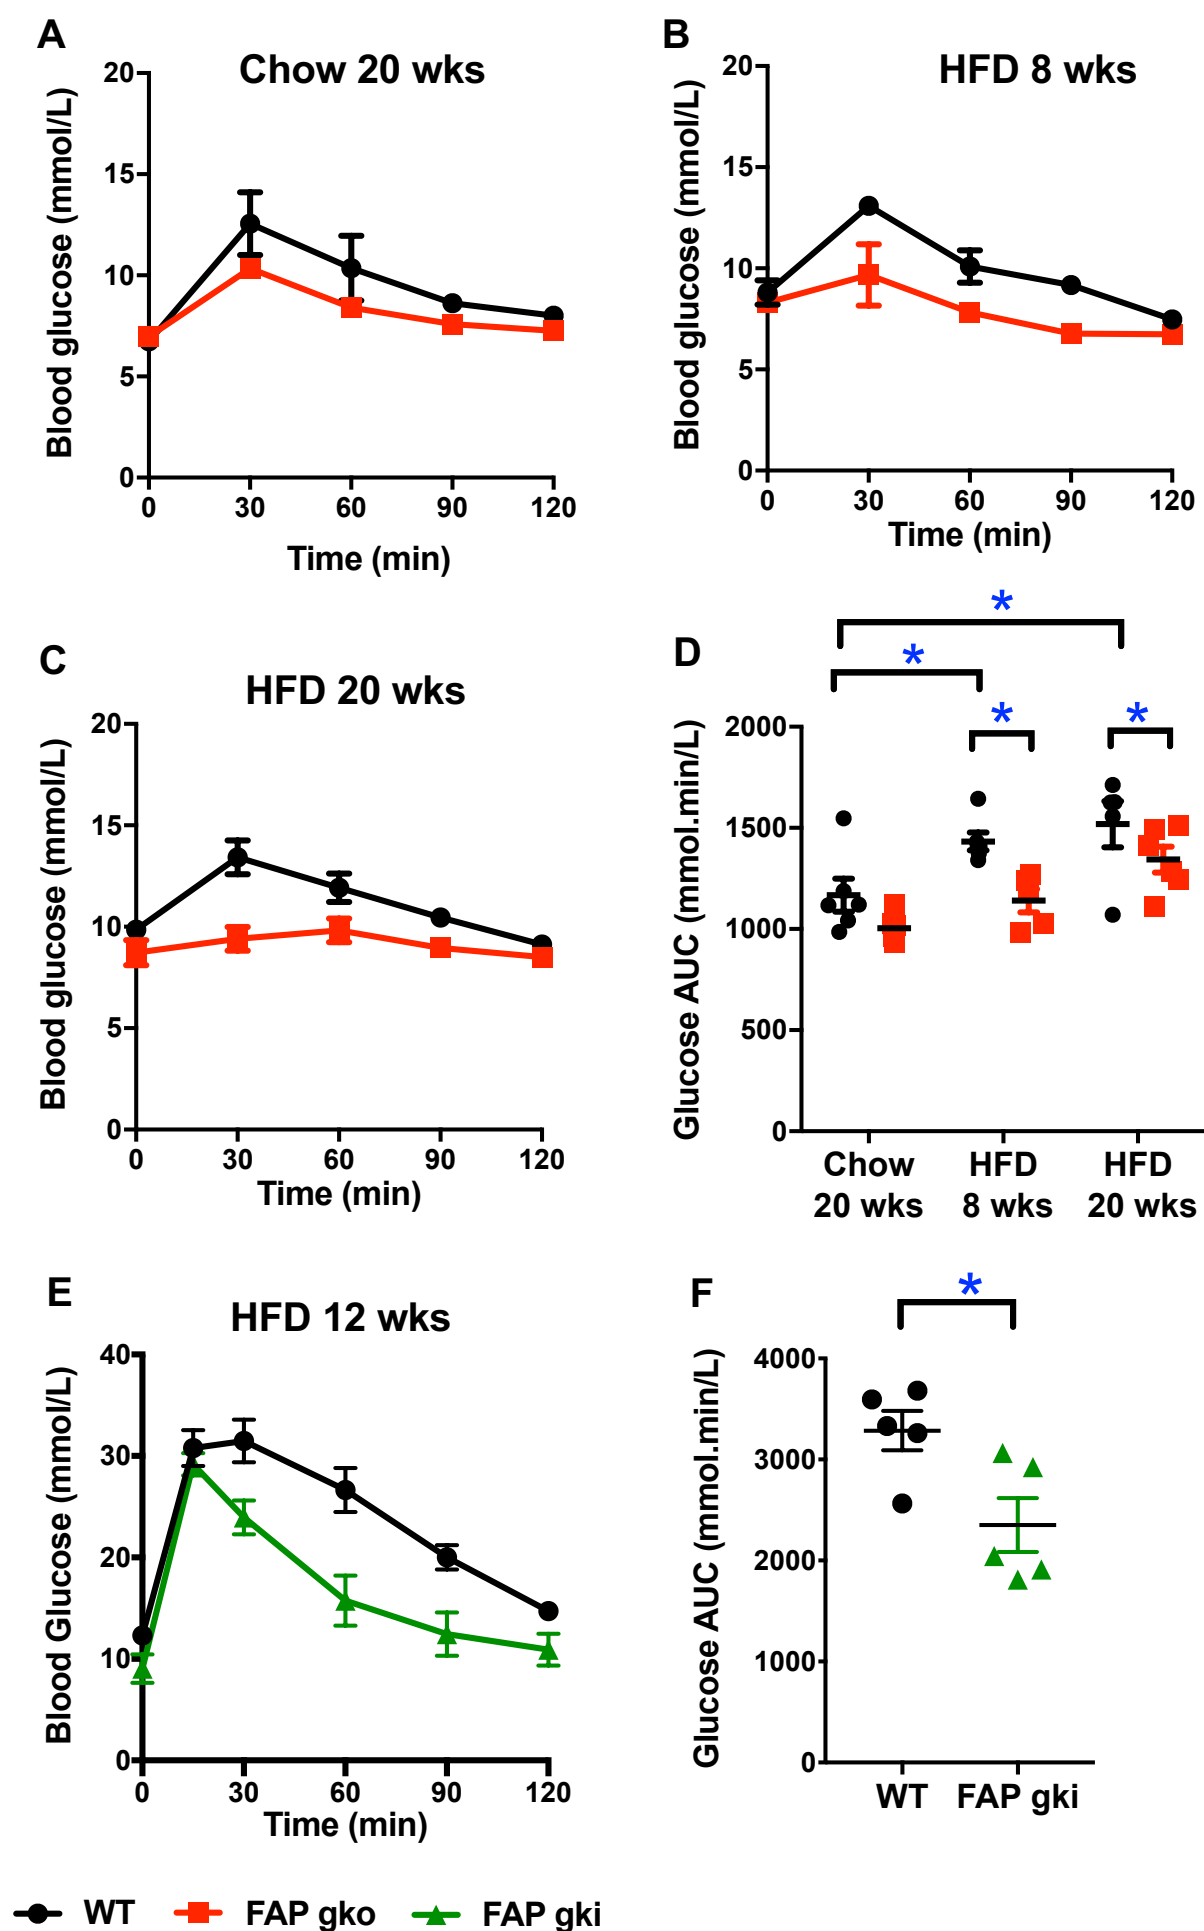 A
Chow 20 wks
Blood glucose (mmol/L)
20
15
10
5
0
0 30 60 90 120
Time (min)
B
HFD 8 wks
Blood glucose (mmol/L)
20
15
10
5
0
0 30 60 90 120
Time (min)
C
HFD 20 wks
Blood glucose (mmol/L)
20
15
10
5
0
0 30 60 90 120
Time (min)
D
* * * *
Glucose AUC (mmol.min/L)
2000
1500
1000
500
0
Chow HFD HFD
20 wks 8 wks 20 wks
E
HFD 12 wks
Blood Glucose (mmol/L)
40
30
20
10
0
0 30 60 90 120
Time (min)
F
*
Glucose AUC (mmol.min/L)
4000
3000
2000
1000
0
WT FAP gki
WT FAP gko FAP gki